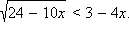 √(24 − 10x) < 3 − 4x.